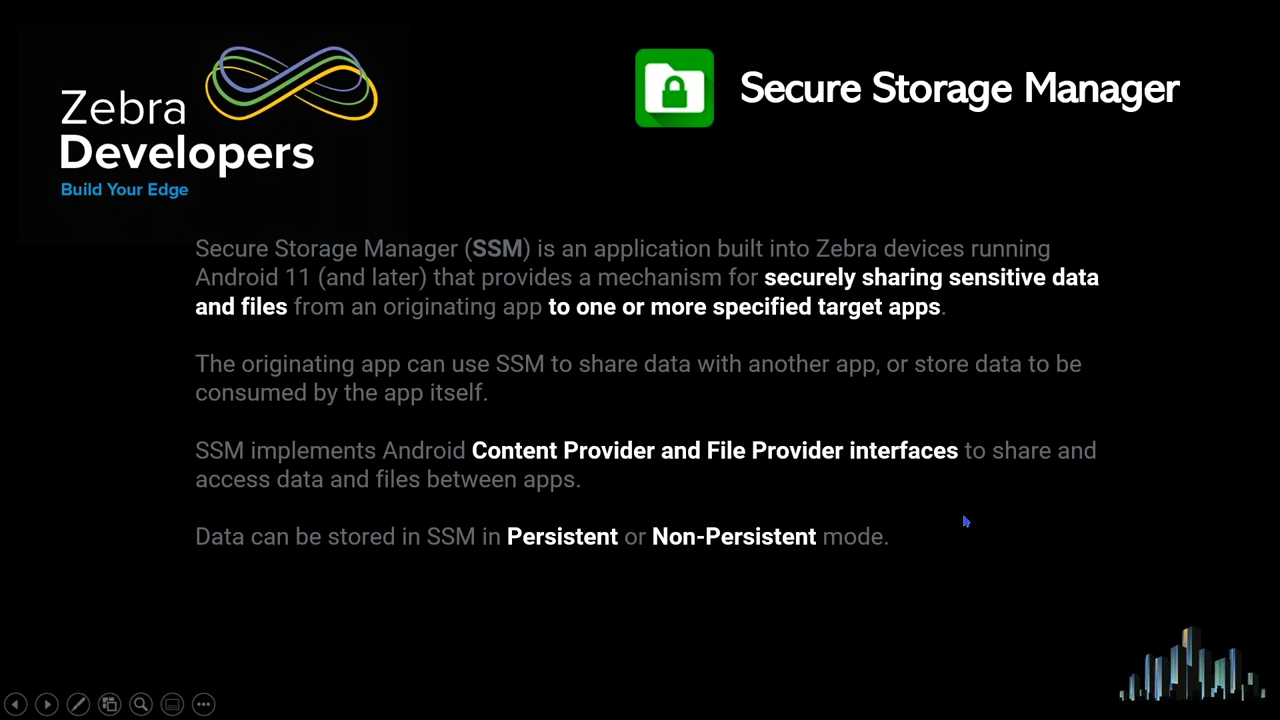 Zebra
Developers
Build Your Edge
Secure Storage Manager
Secure Storage Manager (SSM) is an application built into Zebra devices running
Android 11 (and later) that provides a mechanism for securely sharing sensitive data
and files from an originating app to one or more specified target apps.
The originating app can use SSM to share data with another app, or store data to be
consumed by the app itself.
SSM implements Android Content Provider and File Provider interfaces to share and
access data and files between apps.
Data can be stored in SSM in Persistent or Non-Persistent mode.